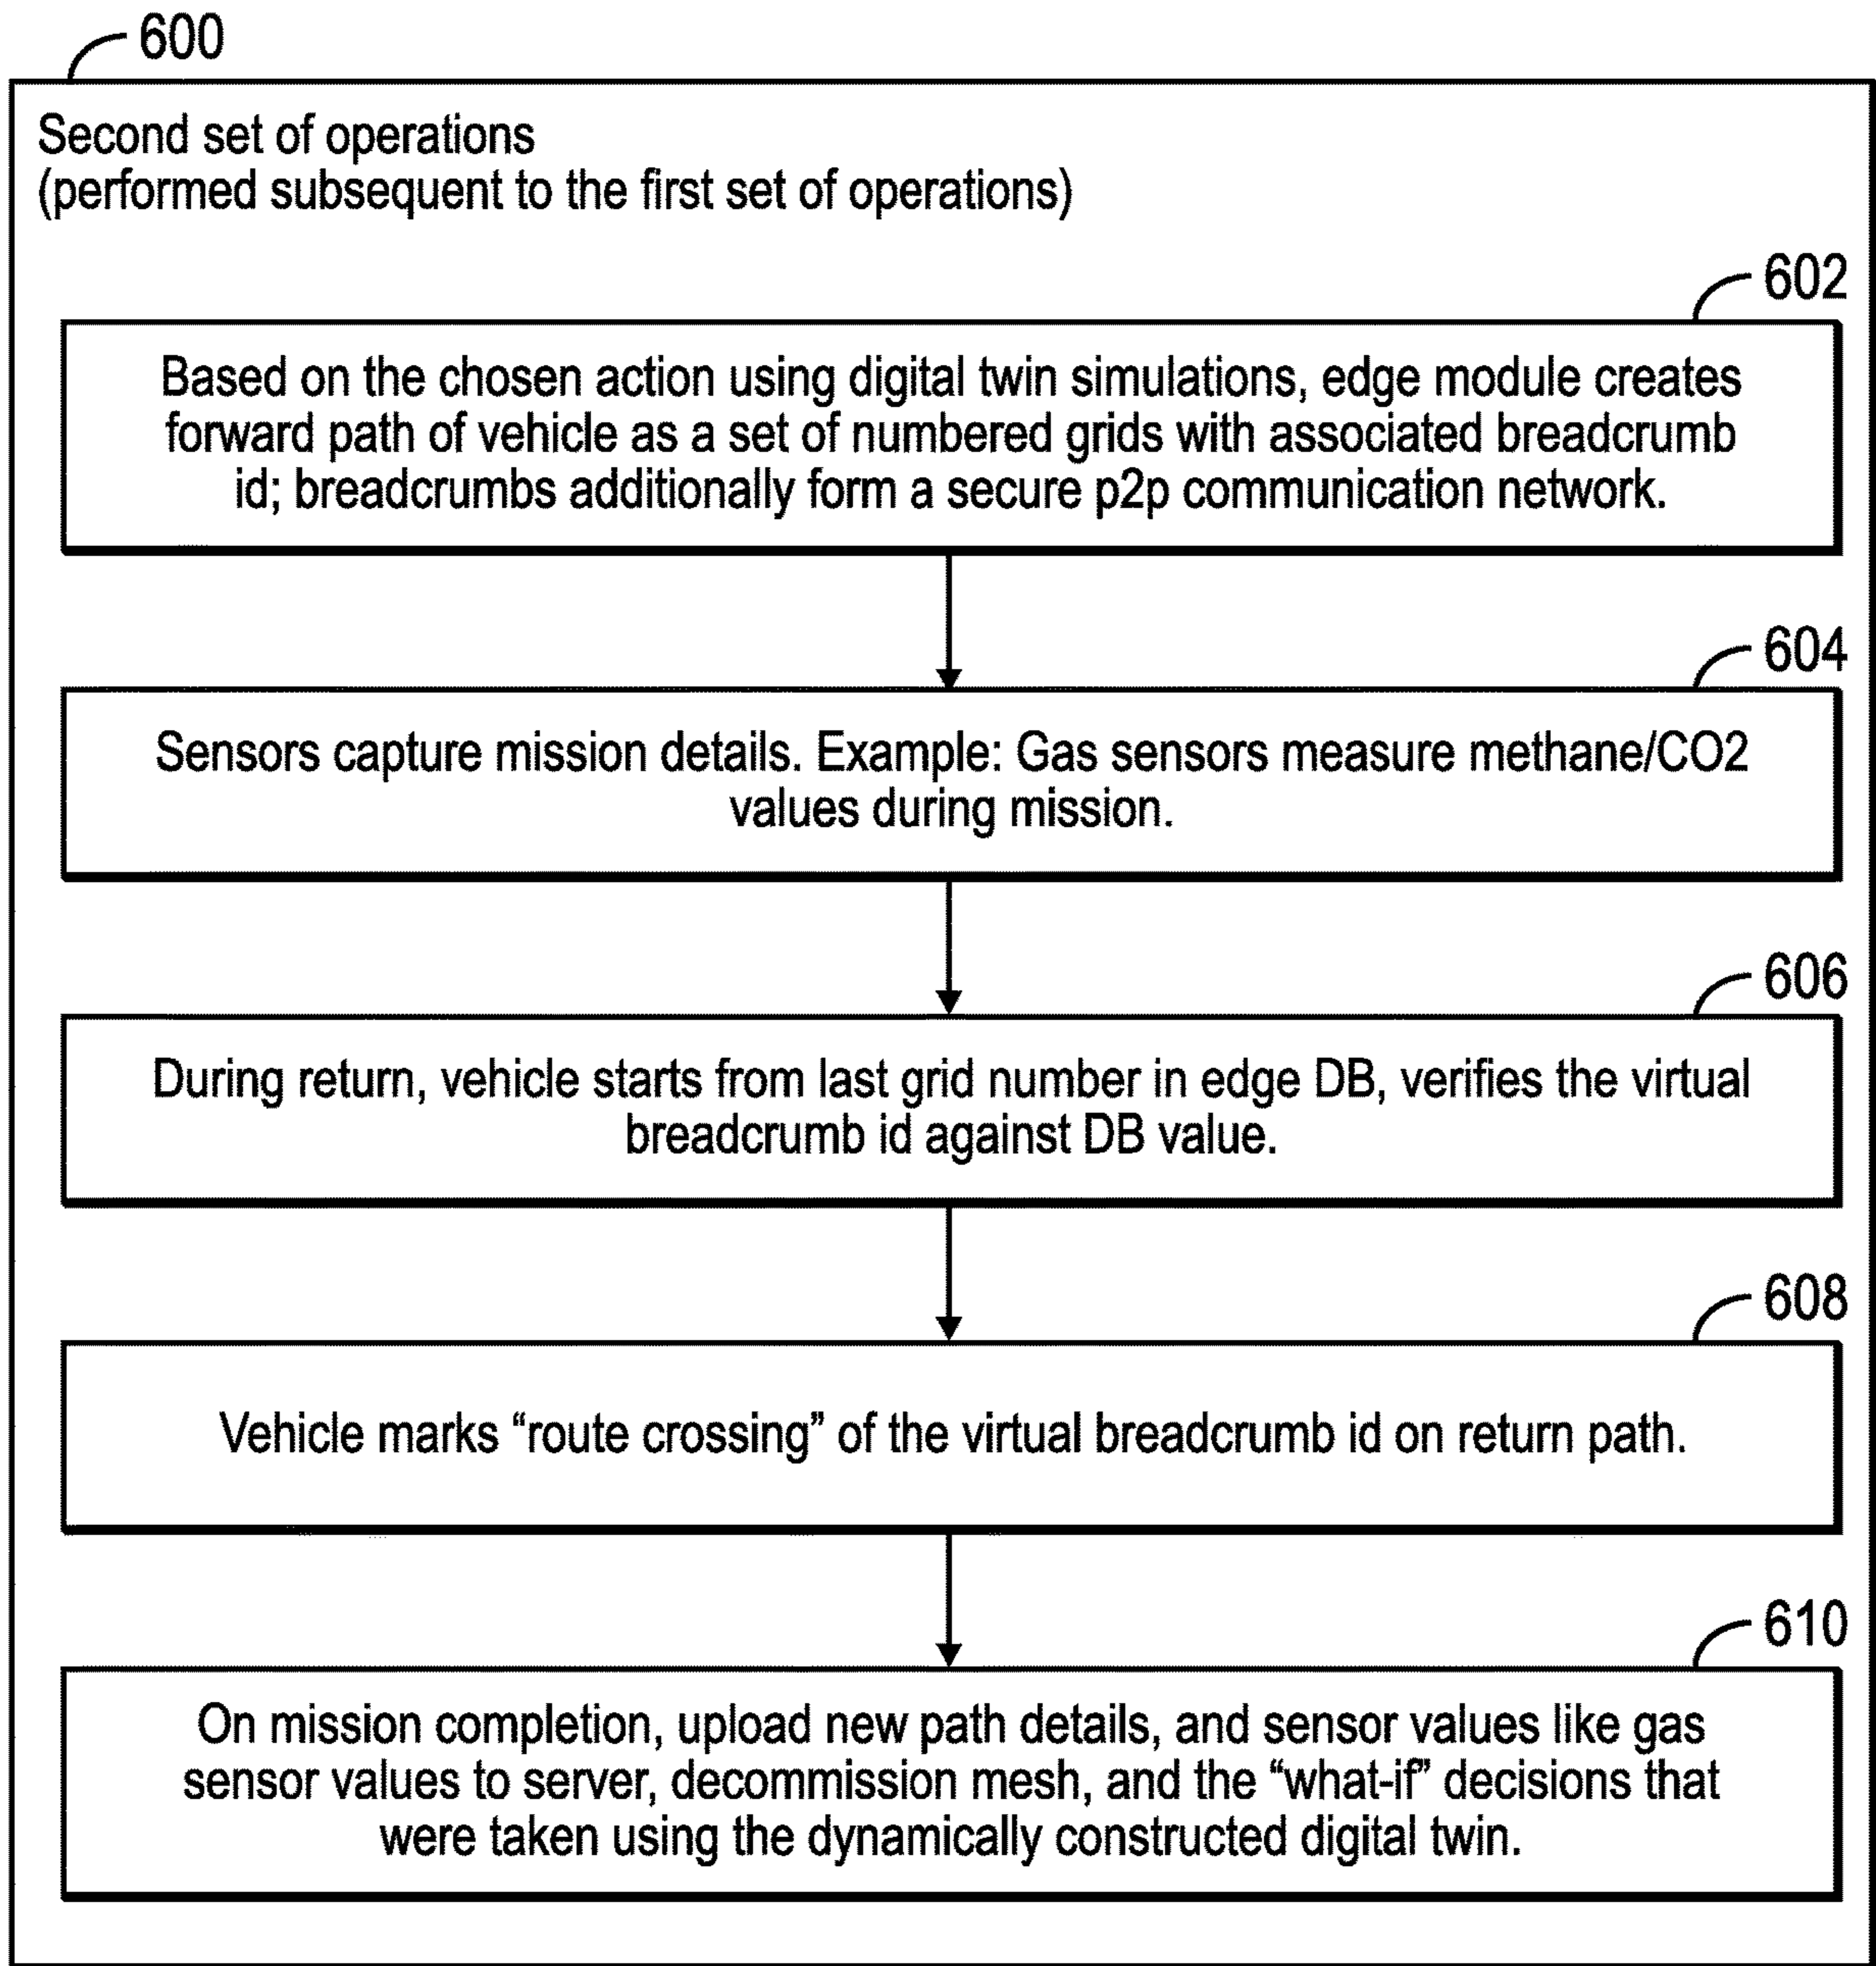 600
Second set of operations
(performed subsequent to the first set of operations)
602
Based on the chosen action using digital twin simulations, edge module creates
forward path of vehicle as a set of numbered grids with associated breadcrumb
id; breadcrumbs additionally form a secure p2p communication network.
604
Sensors capture mission details. Example: Gas sensors measure methane/CO2
values during mission.
606
During return, vehicle starts from last grid number in edge DB, verifies the virtual
breadcrumb id against DB value.
608
Vehicle marks “route crossing” of the virtual breadcrumb id on return path.
610
On mission completion, upload new path details, and sensor values like gas
sensor values to server, decommission mesh, and the “what-if” decisions that
were taken using the dynamically constructed digital twin.